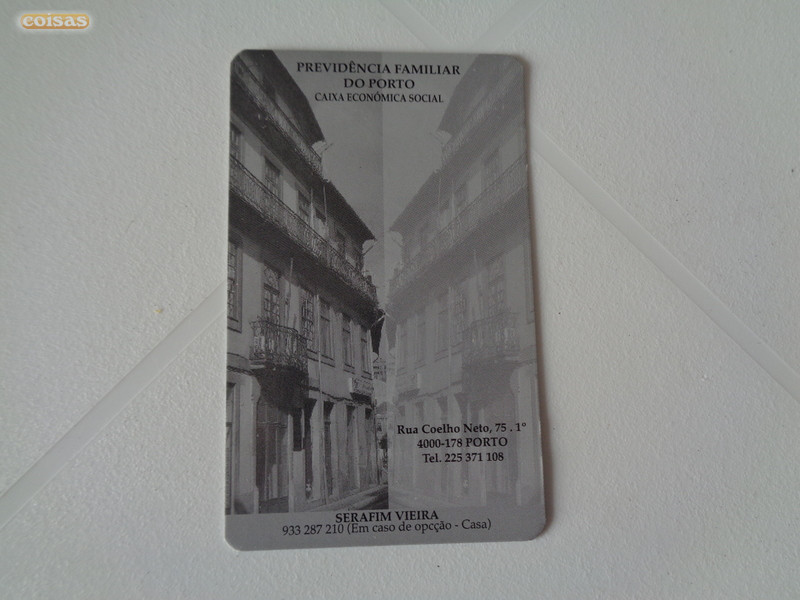 coisas
PREVIDÊNCIA FAMILIAR
DO PORTO
CAIXA ECONÓMICA SOCIAL
Rua Coelho Neto, 75 . 1°
4000-178 PORTO
Tel. 225 371 108
SERAFIM VIEIRA
933 287 210 (Em caso de opcção - Casa)